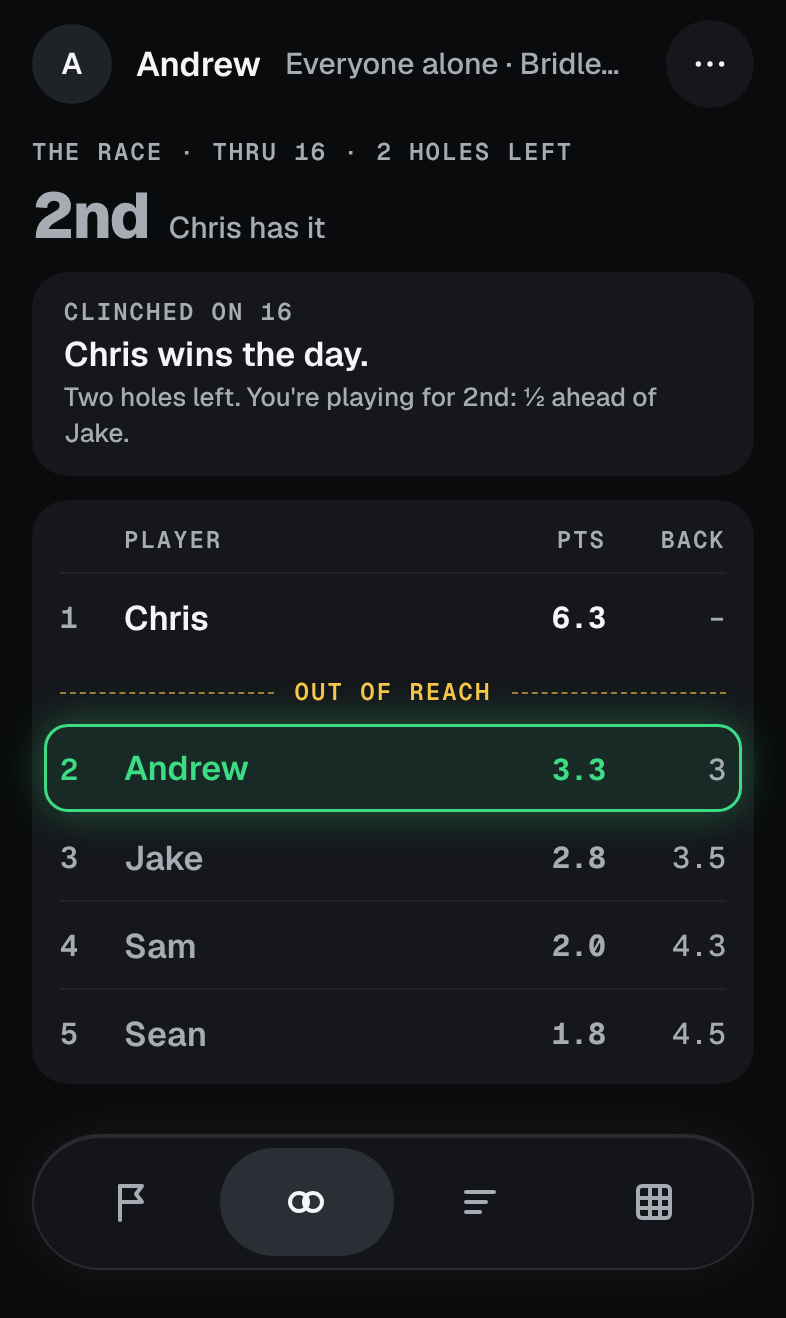 A Andrew Everyone alone · Bridle...
THE RACE · THRU 16 · 2 HOLES LEFT
2nd Chris has it
CLINCHED ON 16
Chris wins the day.
Two holes left. You're playing for 2nd: ½ ahead of
Jake.
PLAYER PTS BACK
1 Chris 6.3 –
OUT OF REACH
2 Andrew 3.3 3
3 Jake 2.8 3.5
4 Sam 2.0 4.3
5 Sean 1.8 4.5